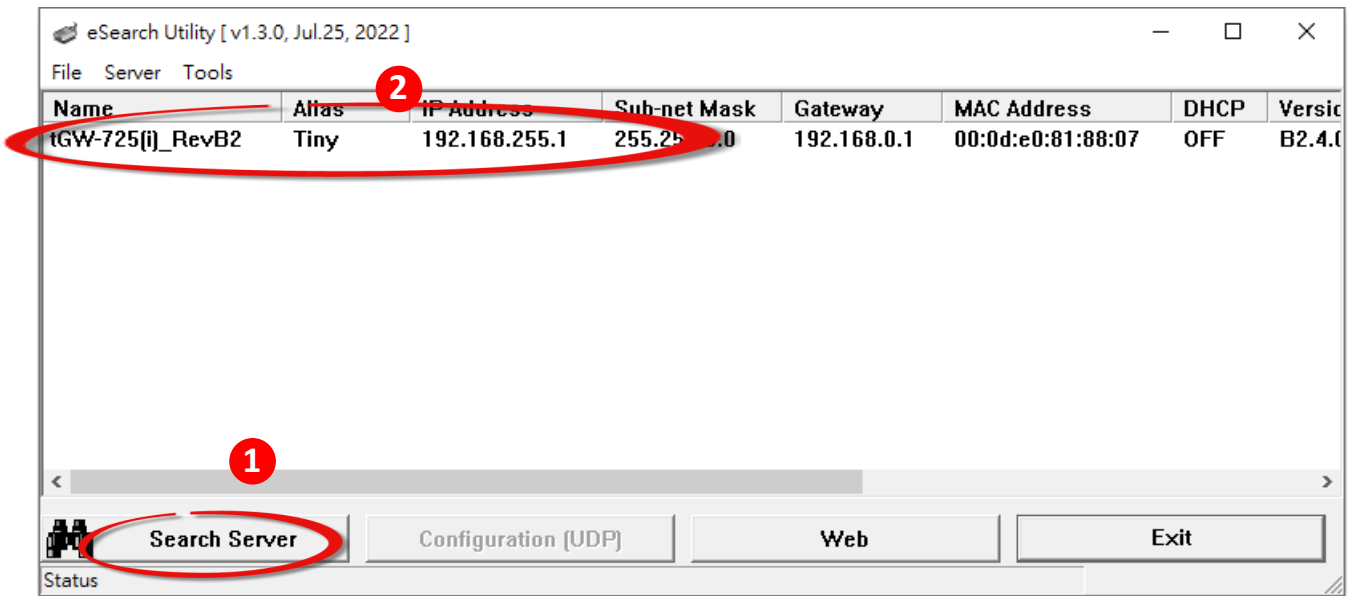 eSearch Utility [ v1.3.0, Jul.25, 2022 ]
File Server Tools
2
Name Alias IP Address Sub-net Mask Gateway MAC Address DHCP
tGW-725(i)_RevB2 Tiny 192.168.255.1 192.168.0.1 00:0d:e0:81:88:07 OFF
1
Search Server Configuration (UDP) Web Exit
Status